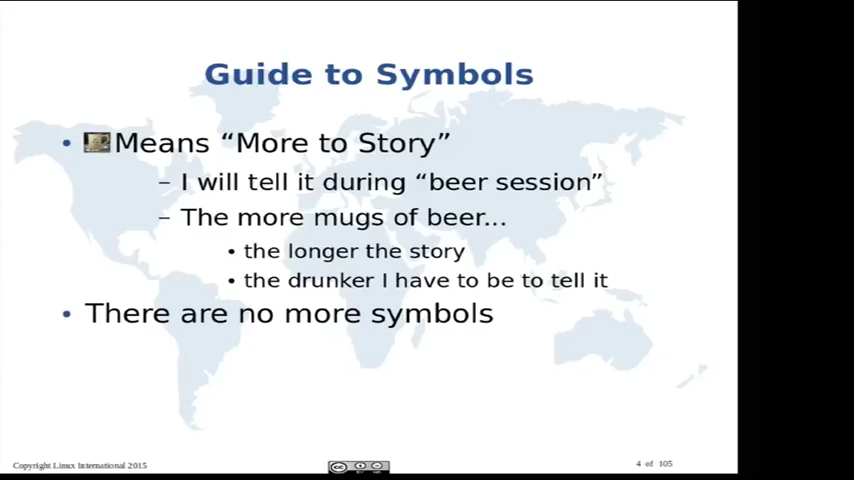 Guide to Symbols
• Means “More to Story”
– I will tell it during “beer session”
– The more mugs of beer...
• the longer the story
• the drunker I have to be to tell it
• There are no more symbols
Copyright Linux International 2015
4 of 105